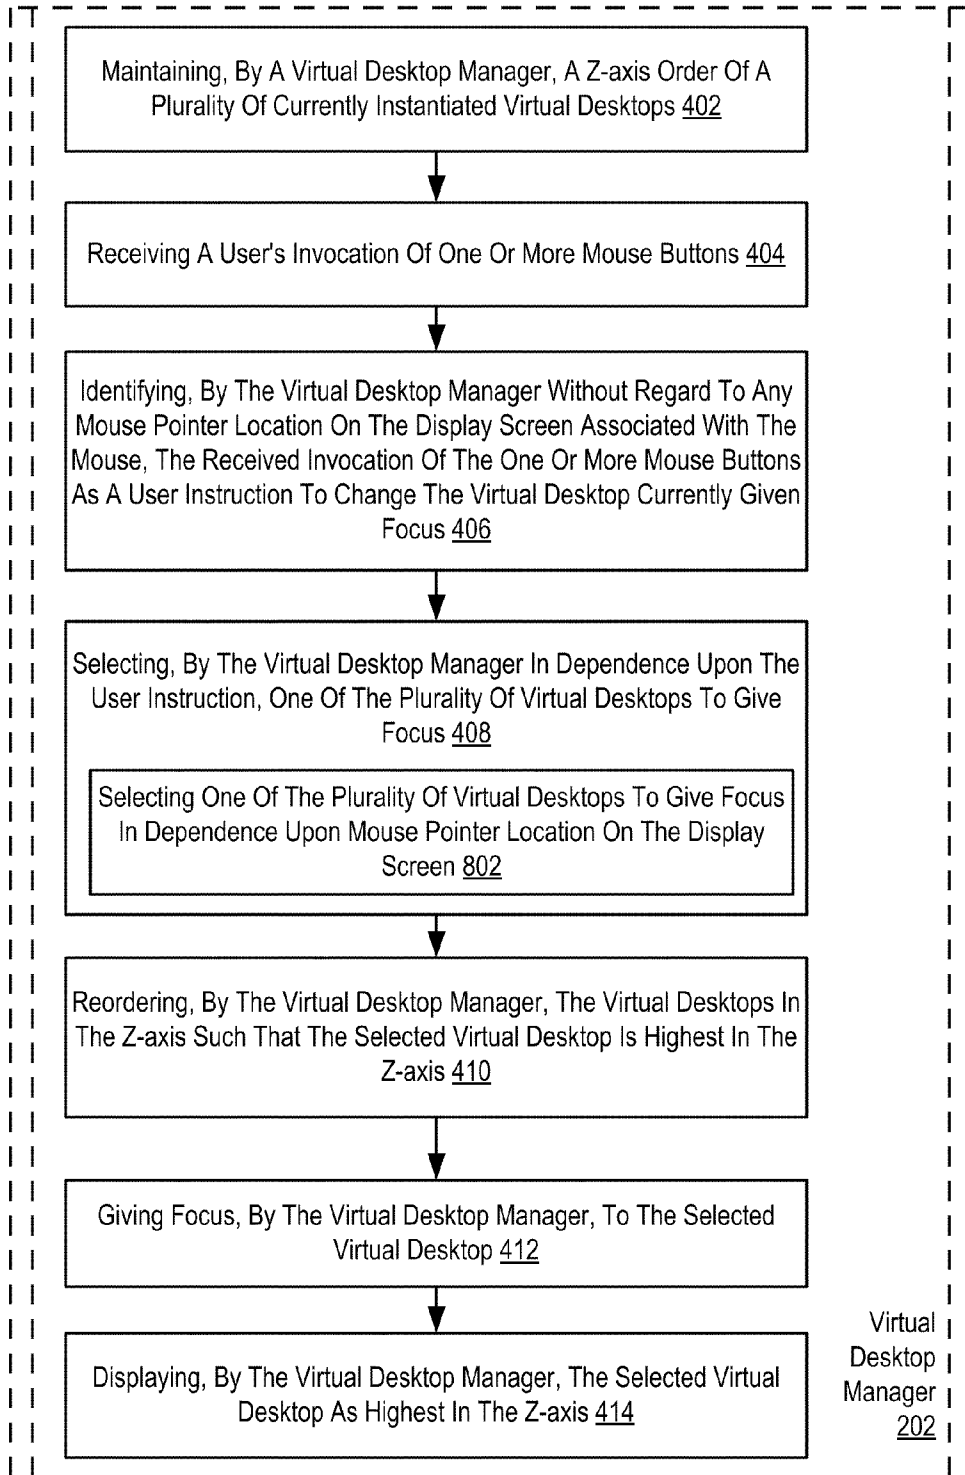 Maintaining, By A Virtual Desktop Manager, A Z-axis Order Of A
Plurality Of Currently Instantiated Virtual Desktops 402
Receiving A User's Invocation Of One Or More Mouse Buttons 404
Identifying, By The Virtual Desktop Manager Without Regard To Any
Mouse Pointer Location On The Display Screen Associated With The
Mouse, The Received Invocation Of The One Or More Mouse Buttons
As A User Instruction To Change The Virtual Desktop Currently Given
Focus 406
Selecting, By The Virtual Desktop Manager In Dependence Upon The
User Instruction, One Of The Plurality Of Virtual Desktops To Give
Focus 408
Selecting One Of The Plurality Of Virtual Desktops To Give Focus
In Dependence Upon Mouse Pointer Location On The Display
Screen 802
Reordering, By The Virtual Desktop Manager, The Virtual Desktops In
The Z-axis Such That The Selected Virtual Desktop Is Highest In The
Z-axis 410
Giving Focus, By The Virtual Desktop Manager, To The Selected
Virtual Desktop 412
Displaying, By The Virtual Desktop Manager, The Selected Virtual
Desktop As Highest In The Z-axis 414
Virtual
Desktop
Manager
202